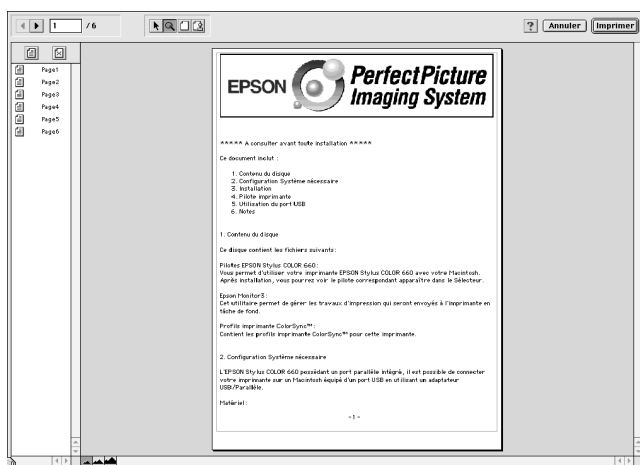 1 / 6
? Annuler Imprimer
Page1
Page2
Page3
Page4
Page5
Page6
EPSON PerfectPicture
Imaging System
***** A consulter avant toute installation *****
Ce document inclut :
1. Contenu du disque
2. Configuration Système nécessaire
3. Installation
4. Pilote imprimante
5. Utilisation du port USB
6. Notes
1. Contenu du disque
Ce disque contient les fichiers suivants:
Pilotes EPSON Stylus COLOR 660 :
Vous permet d'utiliser votre imprimante EPSON Stylus COLOR 660 avec votre Macintosh.
Après installation, vous pourrez voir le pilote correspondant apparaître dans le Sélecteur.
Epson Monitor3 :
Cet utilitaire permet de gérer les travaux d'impression qui seront envoyés à l'imprimante en
tâche de fond.
Profils imprimante ColorSync™ :
Contient les profils imprimante ColorSync™ pour cette imprimante.
2. Configuration Système nécessaire
L'EPSON Stylus COLOR 660 possédant un port parallèle intégré, il est possible de connecter
votre imprimante sur un Macintosh équipé d'un port USB en utilisant un adaptateur
USB/Parallèle.
Matériel :
-1-